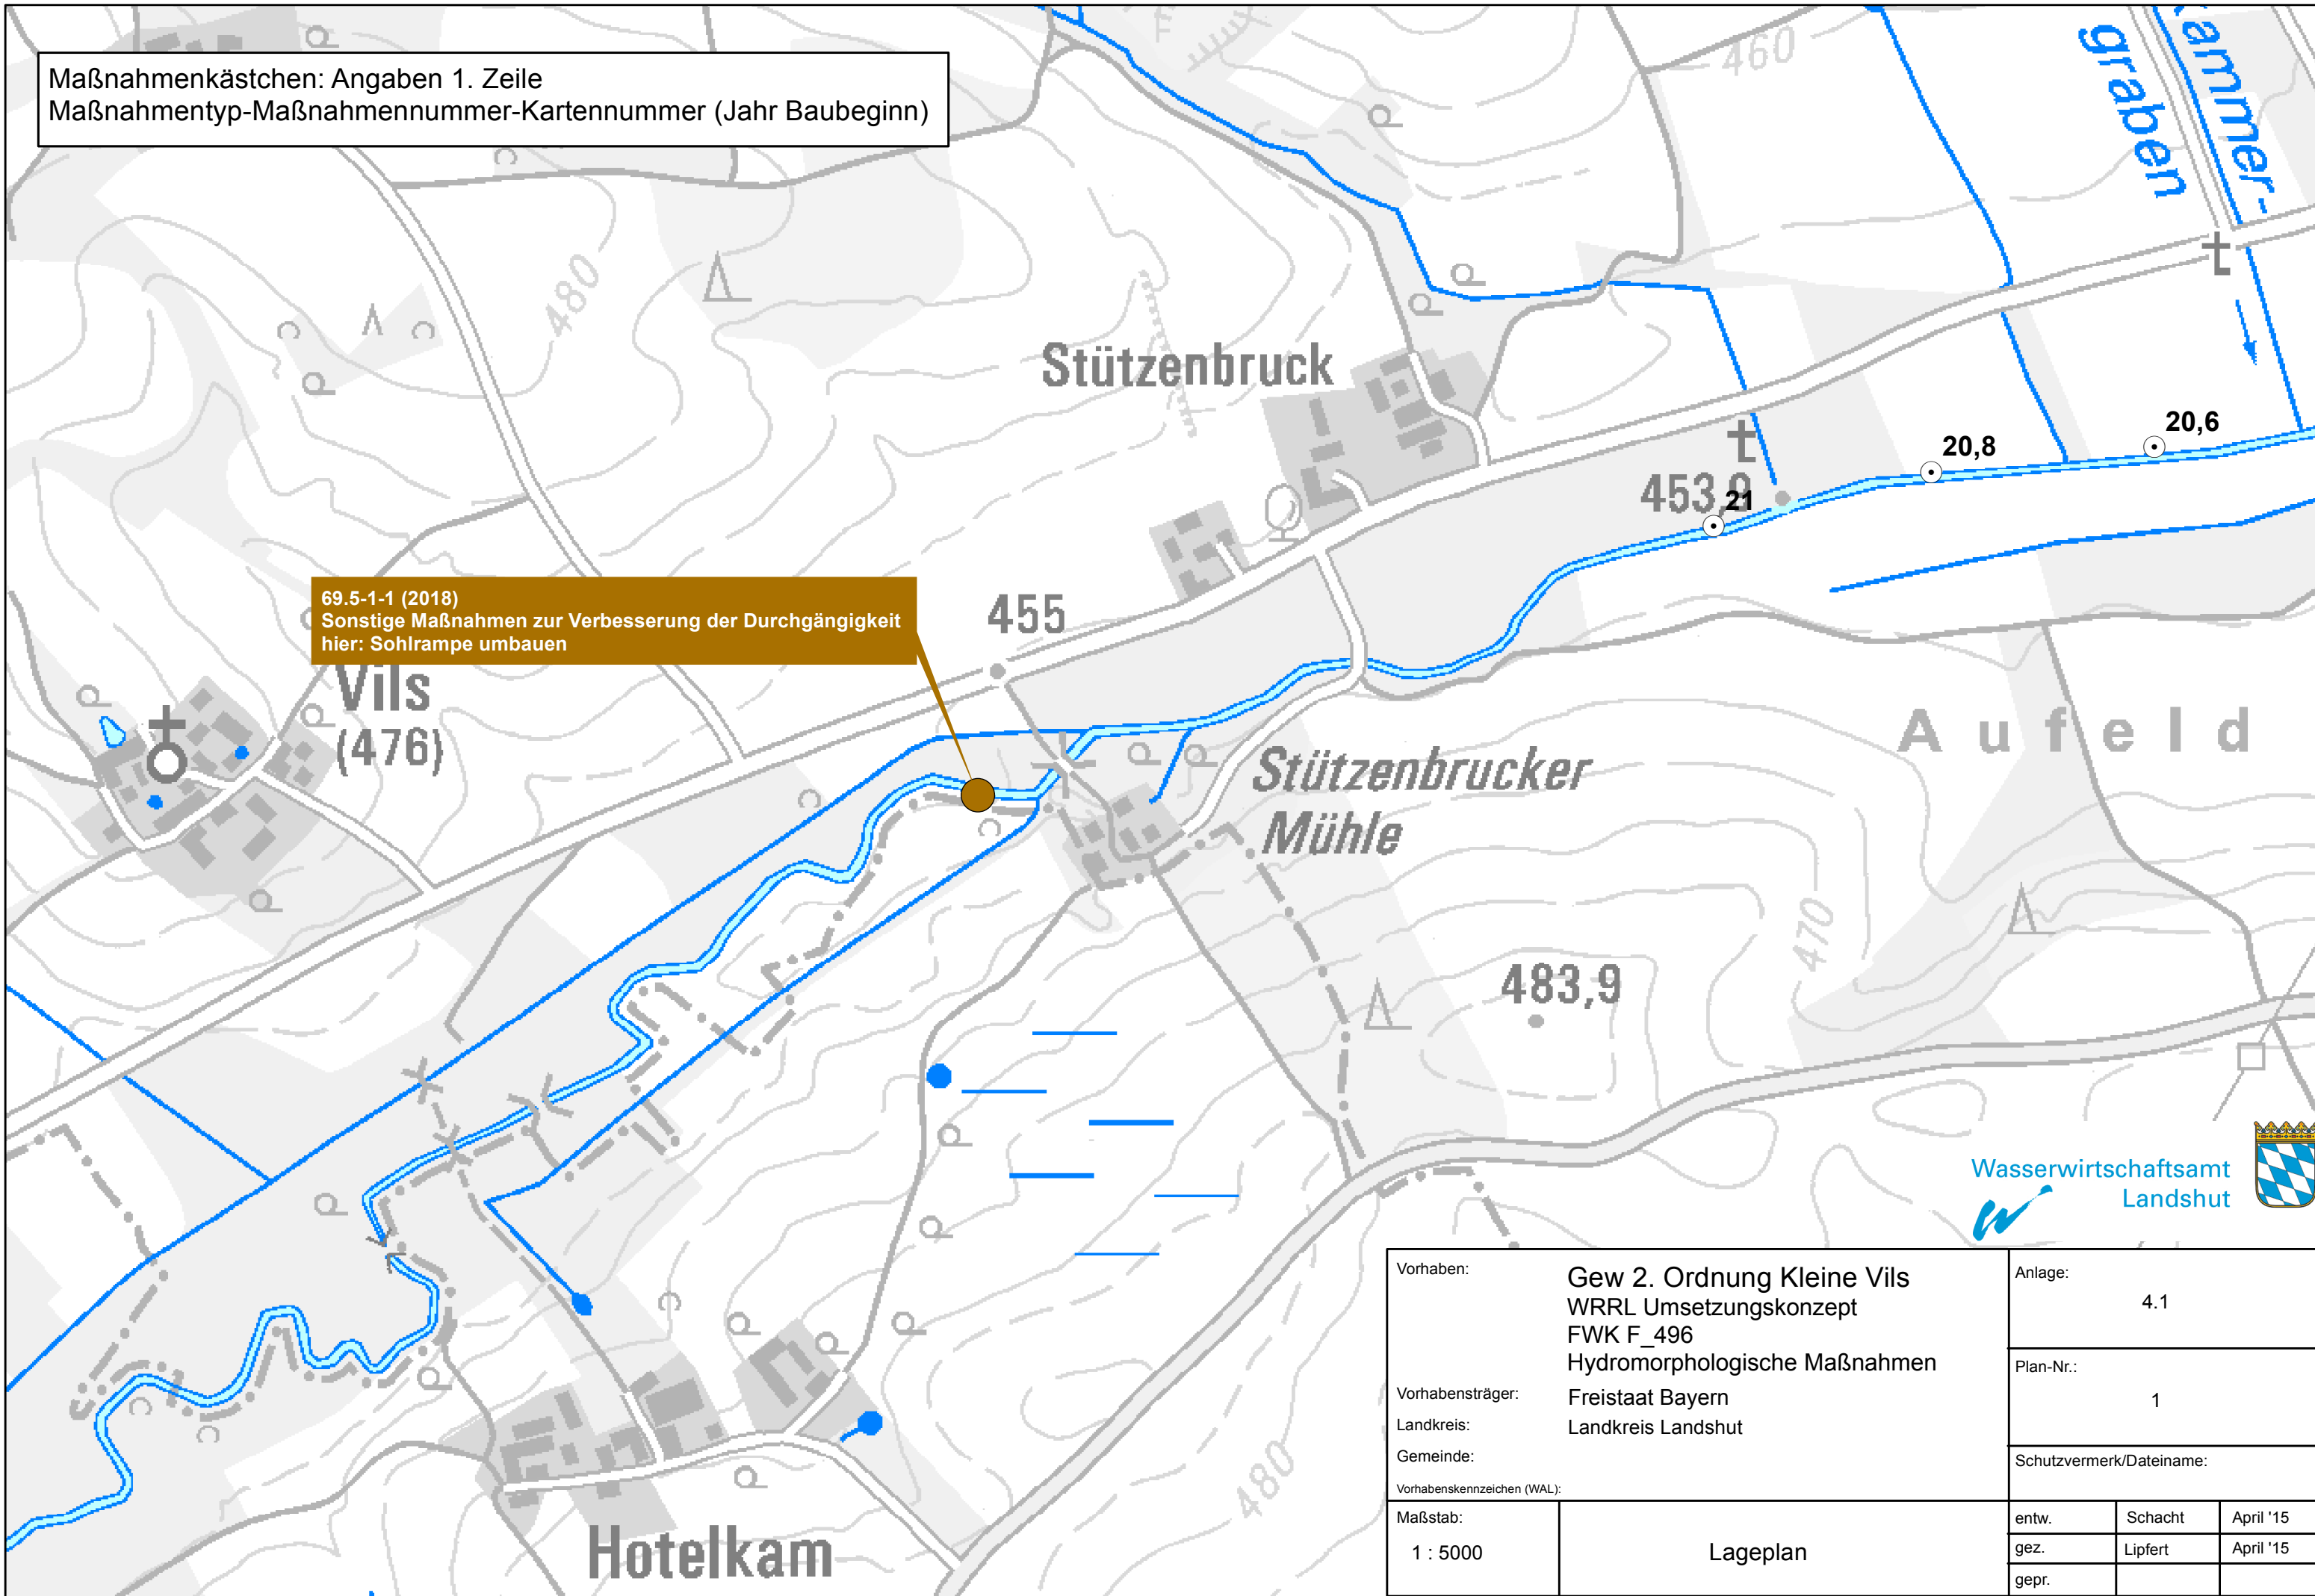 Maßnahmenkästchen: Angaben 1. Zeile
Maßnahmentyp-Maßnahmennummer-Kartennummer (Jahr Baubeginn)
460
Kammer-
graben
480
Stützenbruck
20,6
20,8
453,9
21
69.5-1-1 (2018)
Sonstige Maßnahmen zur Verbesserung der Durchgängigkeit
hier: Sohlrampe umbauen
455
Vils
(476)
Aufeld
Stützenbrucker
Mühle
470
483,9
Wasserwirtschaftsamt
Landshut
480
Hotelkam
Vorhaben:
Gew 2. Ordnung Kleine Vils
WRRL Umsetzungskonzept
FWK F_496
Hydromorphologische Maßnahmen
Vorhabensträger:
Freistaat Bayern
Landkreis:
Landkreis Landshut
Gemeinde:
Vorhabenskennzeichen (WAL):
Maßstab:
1 : 5000
Lageplan
Anlage:
4.1
Plan-Nr.:
1
Schutzvermerk/Dateiname:
entw. Schacht April '15
gez. Lipfert April '15
gepr.